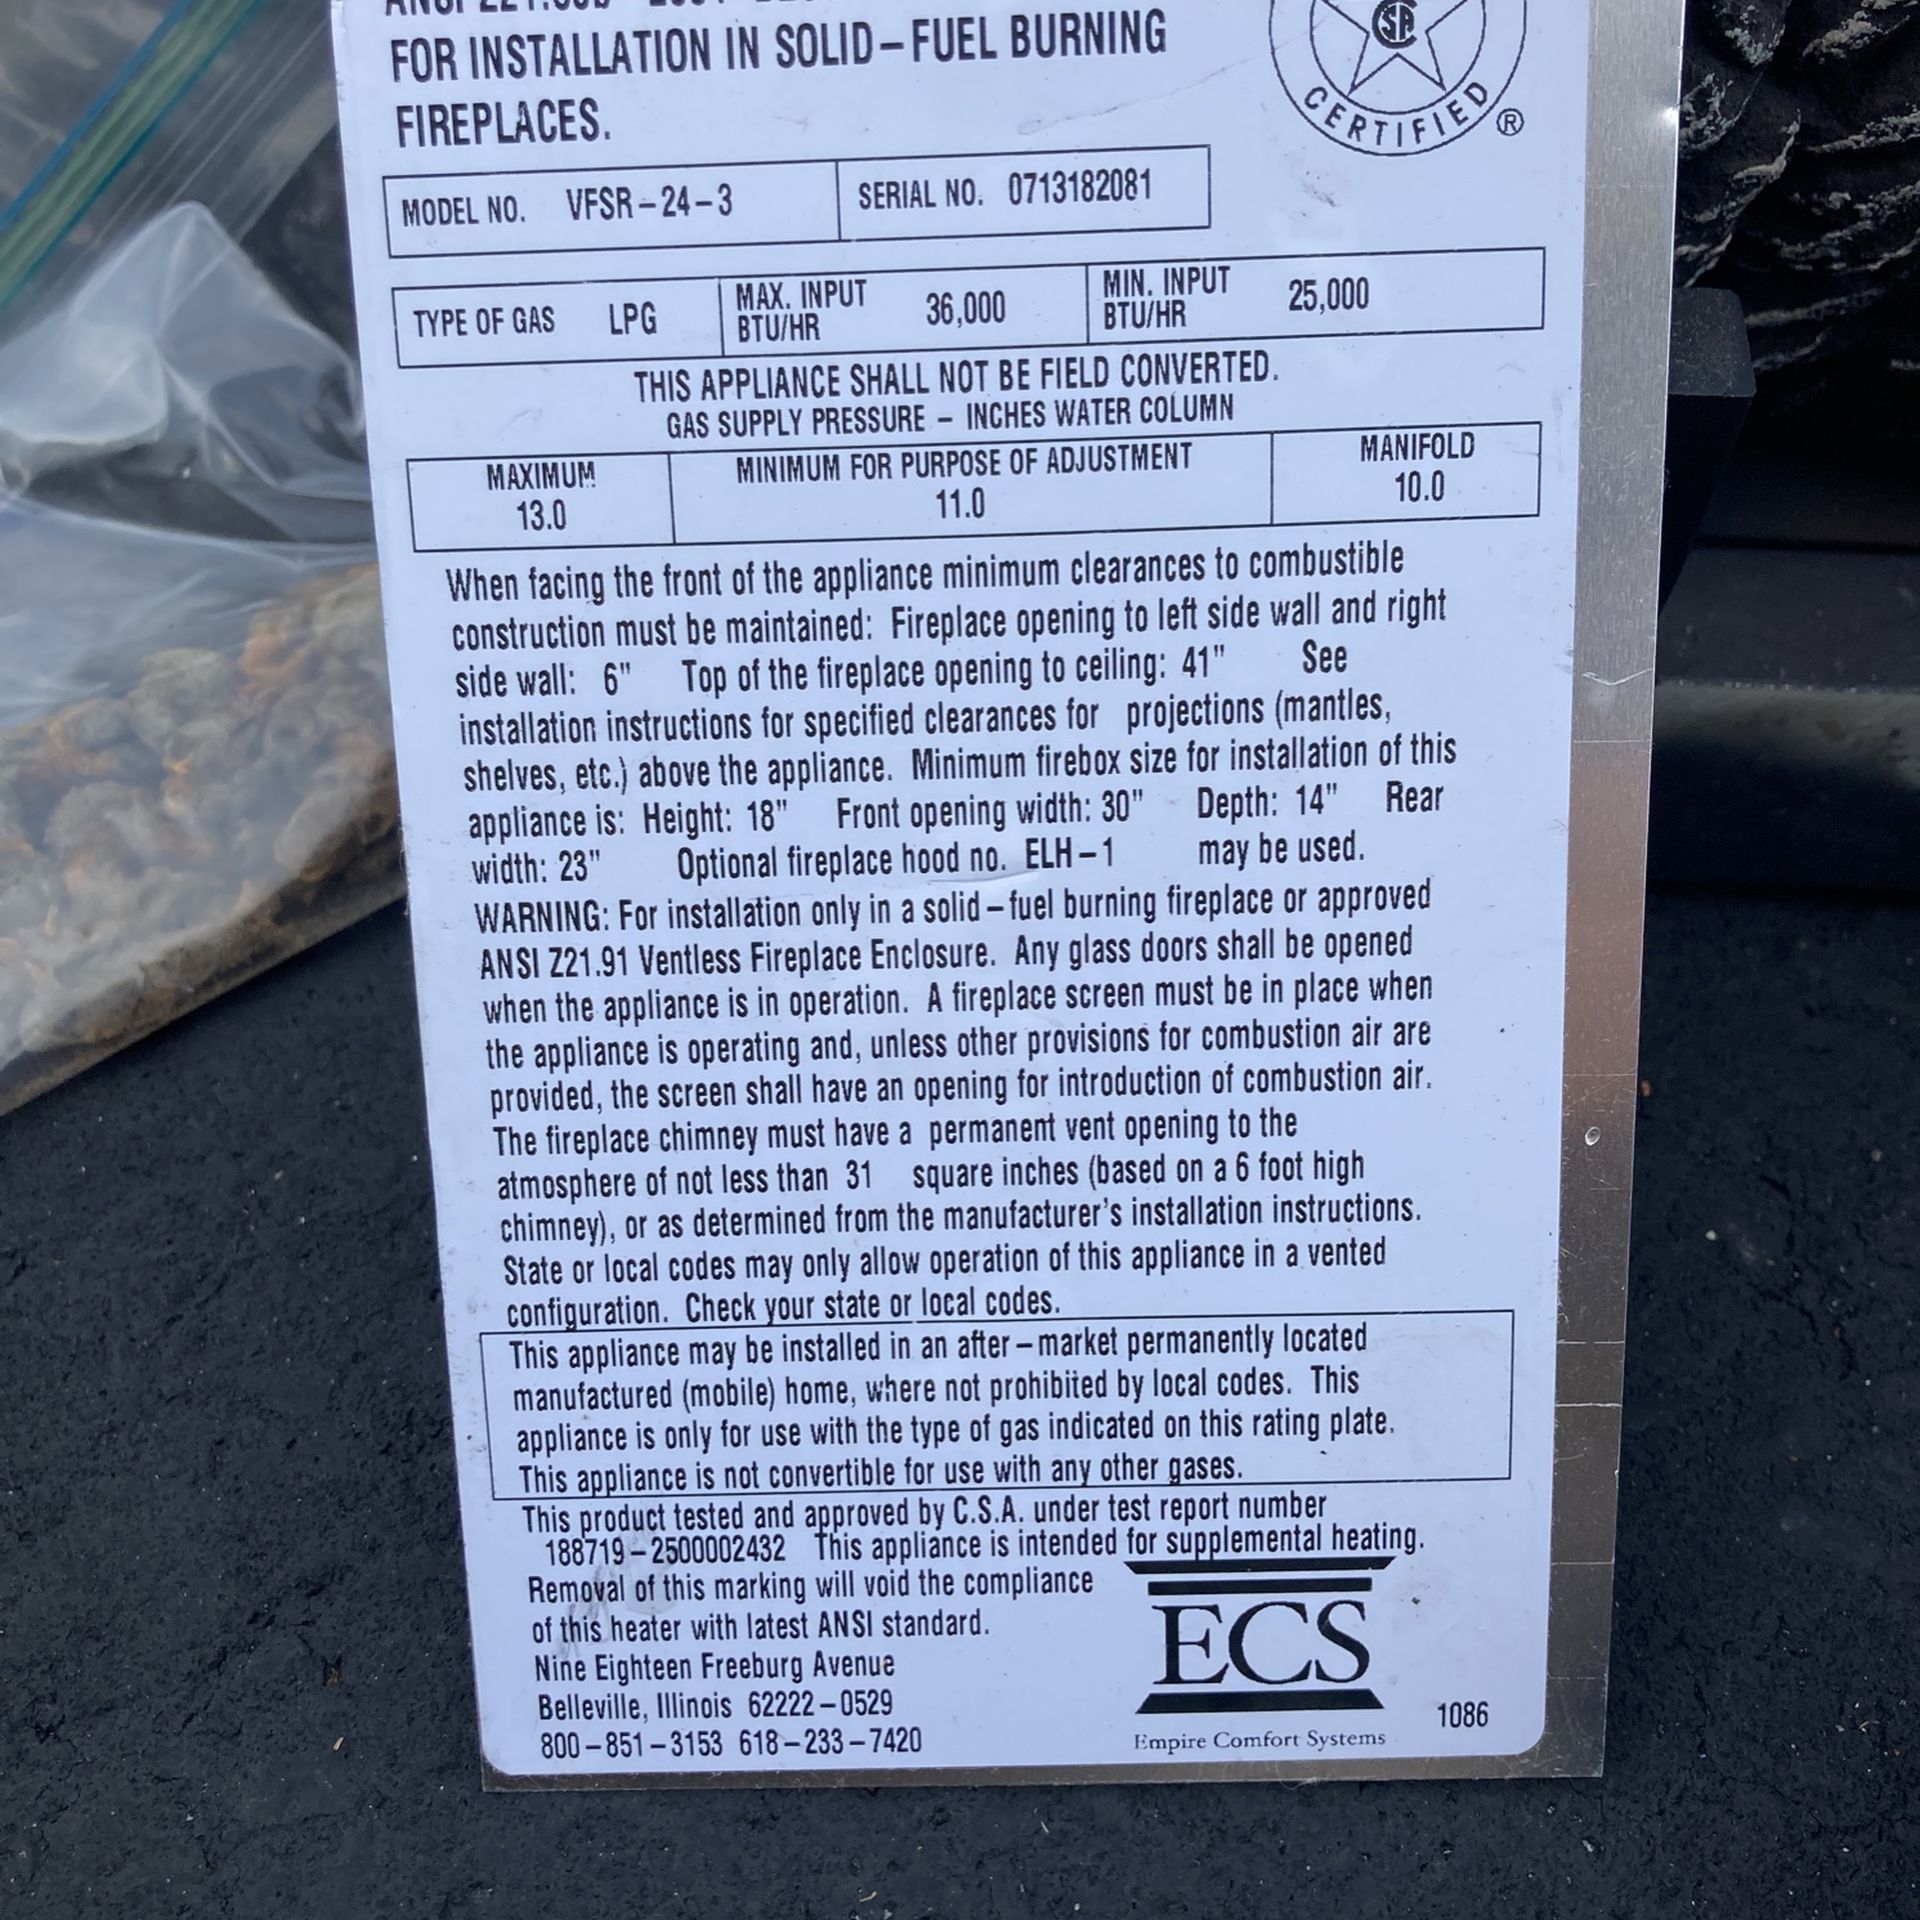 FOR INSTALLATION IN SOLID-FUEL BURNING
FIREPLACES.
SA
CERTIFIED ®
MODEL NO. VFSR-24-3 SERIAL NO. 0713182081
TYPE OF GAS LPG MAX. INPUT BTU/HR 36,000 MIN. INPUT BTU/HR 25,000
THIS APPLIANCE SHALL NOT BE FIELD CONVERTED.
GAS SUPPLY PRESSURE - INCHES WATER COLUMN
MAXIMUM MINIMUM FOR PURPOSE OF ADJUSTMENT MANIFOLD
13.0 11.0 10.0
When facing the front of the appliance minimum clearances to combustible
construction must be maintained: Fireplace opening to left side wall and right
side wall: 6" Top of the fireplace opening to ceiling: 41" See
installation instructions for specified clearances for projections (mantles,
shelves, etc.) above the appliance. Minimum firebox size for installation of this
appliance is: Height: 18" Front opening width: 30" Depth: 14" Rear
width: 23" Optional fireplace hood no. ELH-1 may be used.
WARNING: For installation only in a solid-fuel burning fireplace or approved
ANSI Z21.91 Ventless Fireplace Enclosure. Any glass doors shall be opened
when the appliance is in operation. A fireplace screen must be in place when
the appliance is operating and, unless other provisions for combustion air are
provided, the screen shall have an opening for introduction of combustion air.
The fireplace chimney must have a permanent vent opening to the
atmosphere of not less than 31 square inches (based on a 6 foot high
chimney), or as determined from the manufacturer's installation instructions.
State or local codes may only allow operation of this appliance in a vented
configuration. Check your state or local codes.
This appliance may be installed in an after-market permanently located
manufactured (mobile) home, where not prohibited by local codes. This
appliance is only for use with the type of gas indicated on this rating plate.
This appliance is not convertible for use with any other gases.
This product tested and approved by C.S.A. under test report number
188719-2500002432 This appliance is intended for supplemental heating.
Removal of this marking will void the compliance
of this heater with latest ANSI standard.
Nine Eighteen Freeburg Avenue
Belleville, Illinois 62222-0529
800-851-3153 618-233-7420
ECS
Empire Comfort Systems
1086